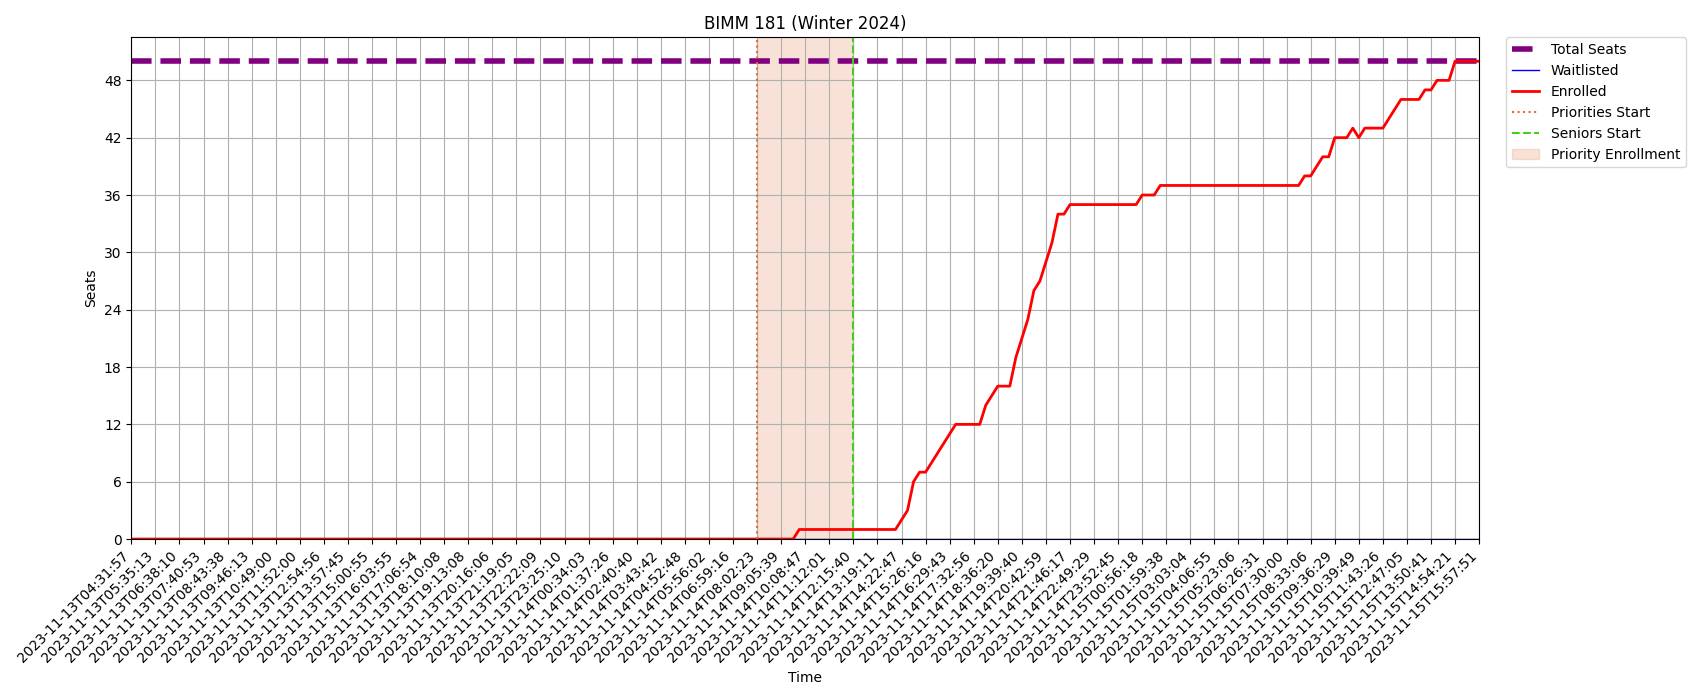 BIMM 181 (Winter 2024)
Total Seats
Waitlisted
Enrolled
Priorities Start
Seniors Start
Priority Enrollment
Seats
48
42
36
30
24
18
12
6
0
2023-11-13T04:31:57
2023-11-13T05:35:13
2023-11-13T06:38:10
2023-11-13T07:40:53
2023-11-13T08:43:38
2023-11-13T09:46:13
2023-11-13T10:49:00
2023-11-13T11:52:00
2023-11-13T12:54:56
2023-11-13T13:57:45
2023-11-13T15:00:55
2023-11-13T16:03:55
2023-11-13T17:06:54
2023-11-13T18:10:08
2023-11-13T19:13:08
2023-11-13T20:16:06
2023-11-13T21:19:05
2023-11-13T22:22:09
2023-11-13T23:25:10
2023-11-14T00:34:03
2023-11-14T01:37:26
2023-11-14T02:40:40
2023-11-14T03:43:42
2023-11-14T04:52:48
2023-11-14T05:56:02
2023-11-14T06:59:16
2023-11-14T08:02:23
2023-11-14T09:05:39
2023-11-14T10:08:47
2023-11-14T11:12:01
2023-11-14T12:15:40
2023-11-14T13:19:11
2023-11-14T14:22:47
2023-11-14T15:26:16
2023-11-14T16:29:43
2023-11-14T17:32:56
2023-11-14T18:36:20
2023-11-14T19:39:40
2023-11-14T20:42:59
2023-11-14T21:46:17
2023-11-14T22:49:29
2023-11-14T23:52:45
2023-11-15T00:56:18
2023-11-15T01:59:38
2023-11-15T03:03:04
2023-11-15T04:06:55
2023-11-15T05:23:06
2023-11-15T06:26:31
2023-11-15T07:30:00
2023-11-15T08:33:06
2023-11-15T09:36:29
2023-11-15T10:39:49
2023-11-15T11:43:26
2023-11-15T12:47:05
2023-11-15T13:50:41
2023-11-15T14:54:21
2023-11-15T15:57:51
Time